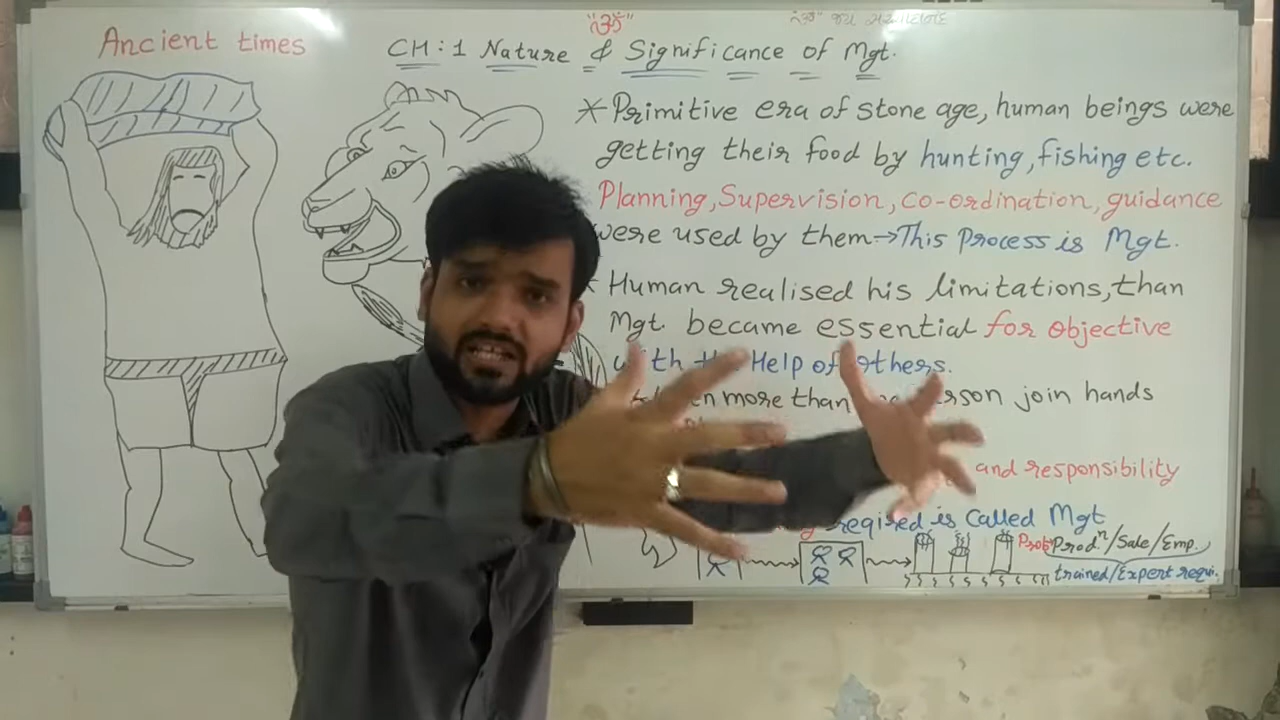 "ॐ"
Ancient times
CH:1 Nature & Significance of Mgt.
* Primitive era of stone age, human beings were
getting their food by hunting, fishing etc.
Planning, Supervision, co-ordination, guidance
were used by them→This Process is Mgt.
* Human realised his limitations, than
Mgt. became essential for objective
with the Help of others.
more than join hands
and responsibility
reqired is Called Mgt
Prodⁿ/Sale/Emp.
trained/Expert requi.